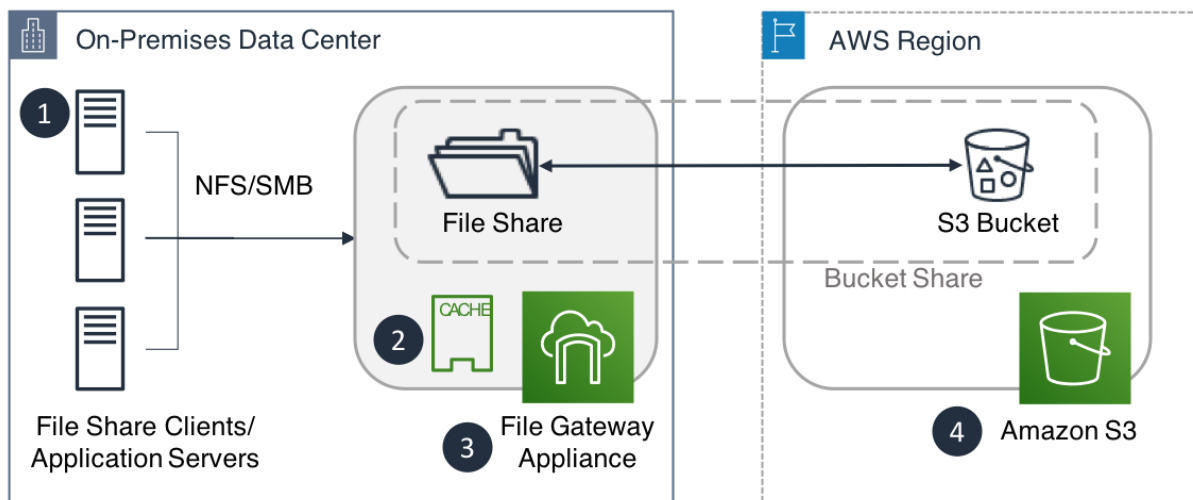 On-Premises Data Center
AWS Region
1
NFS/SMB
File Share
S3 Bucket
Bucket Share
2
CACHE
File Share Clients/
Application Servers
3
File Gateway
Appliance
4
Amazon S3